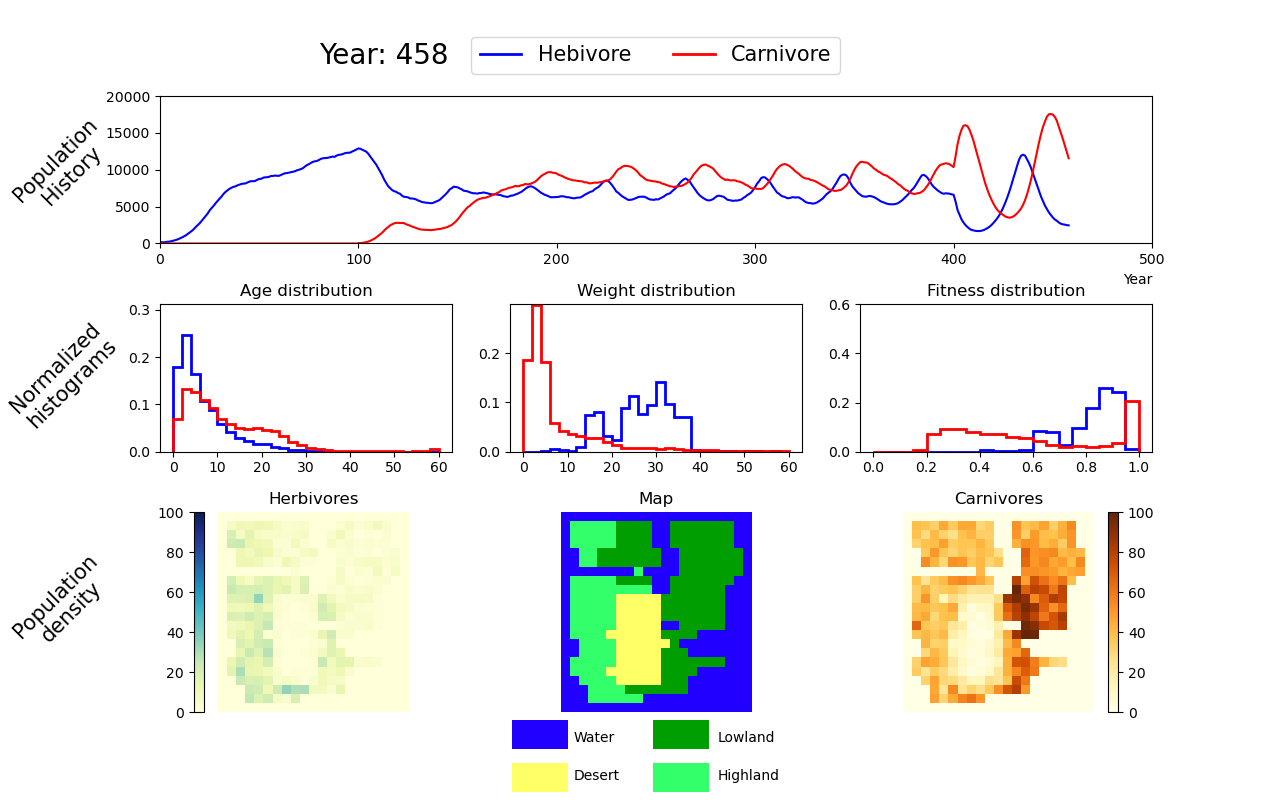 Year: 458
Hebivore
Carnivore
Population
History
20000
15000
10000
5000
0
0
100
200
300
400
500
Year
Normalized
histograms
Age distribution
0.3
0.2
0.1
0.0
0
10
20
30
40
50
60
Weight distribution
0.2
0.1
0.0
0
10
20
30
40
50
60
Fitness distribution
0.6
0.4
0.2
0.0
0.0
0.2
0.4
0.6
0.8
1.0
Population
density
Herbivores
100
80
60
40
20
0
Map
Carnivores
100
80
60
40
20
0
Water
Lowland
Desert
Highland